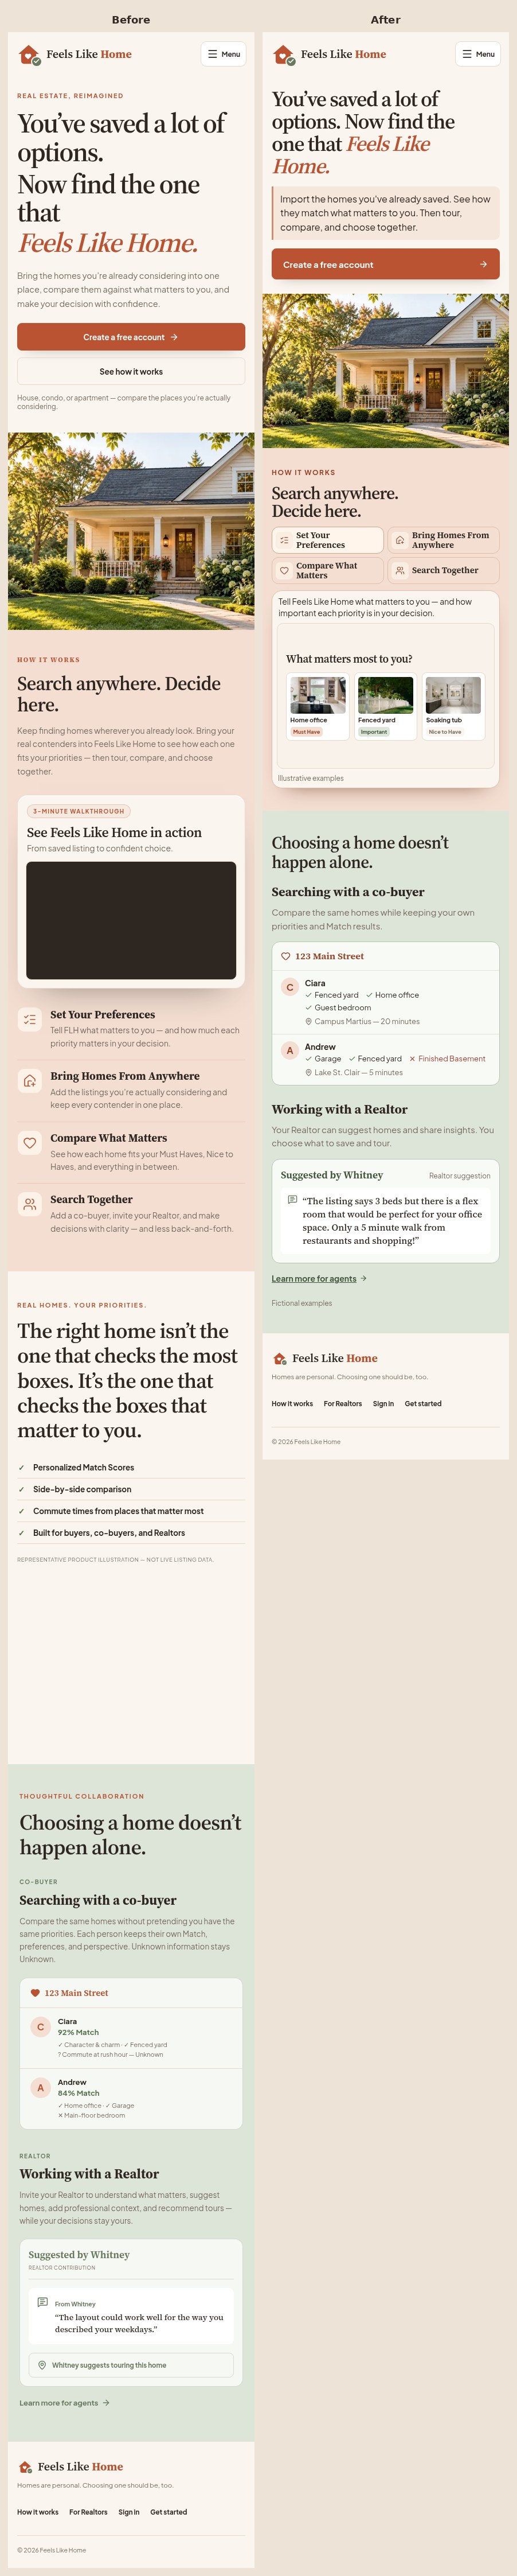 Before
Feels Like Home
Menu
REAL ESTATE, REIMAGINED
You've saved a lot of
options.
Now find the one
that
Feels Like Home.
Bring the homes you're already considering into one
place, compare them against what matters to you, and
make your decision with confidence.
Create a free account →
See how it works
House, condo, or apartment — compare the places you're actually
considering.
HOW IT WORKS
Search anywhere. Decide
here.
Keep finding homes wherever you already look. Bring your
real contenders into Feels Like Home to see how each one
fits your priorities — then tour, compare, and choose
together.
3-MINUTE WALKTHROUGH
See Feels Like Home in action
From saved listing to confident choice.
Set Your Preferences
Tell FLH what matters to you — and how much each
priority matters in your decision.
Bring Homes From Anywhere
Add the listings you're actually considering and
keep every contender in one place.
Compare What Matters
See how each home fits your Must Haves, Nice to
Haves, and everything in between.
Search Together
Add a co-buyer, invite your Realtor, and make
decisions with clarity — and less back-and-forth.
REAL HOMES. YOUR PRIORITIES.
The right home isn't the
one that checks the most
boxes. It's the one that
checks the boxes that
matter to you.
✓ Personalized Match Scores
✓ Side-by-side comparison
✓ Commute times from places that matter most
✓ Built for buyers, co-buyers, and Realtors
REPRESENTATIVE PRODUCT ILLUSTRATION — NOT LIVE LISTING DATA.
THOUGHTFUL COLLABORATION
Choosing a home doesn't
happen alone.
CO-BUYER
Searching with a co-buyer
Compare the same homes without pretending you have the
same priorities. Each person keeps their own Match,
preferences, and perspective. Unknown information stays
Unknown.
123 Main Street
C
Ciara
92% Match
✓ Character & charm · ✓ Fenced yard
? Commute at rush hour — Unknown
A
Andrew
84% Match
✓ Home office · ✓ Garage
✕ Main-floor bedroom
REALTOR
Working with a Realtor
Invite your Realtor to understand what matters, suggest
homes, add professional context, and recommend tours —
while your decisions stay yours.
Suggested by Whitney
REALTOR CONTRIBUTION
From Whitney
“The layout could work well for the way you
described your weekdays.”
Whitney suggests touring this home
Learn more for agents →
Feels Like Home
Homes are personal. Choosing one should be, too.
How it works For Realtors Sign in Get started
© 2026 Feels Like Home
After
Feels Like Home
Menu
You've saved a lot of
options. Now find the
one that Feels Like
Home.
Import the homes you've already saved. See how
they match what matters to you. Then tour,
compare, and choose together.
Create a free account →
HOW IT WORKS
Search anywhere.
Decide here.
Set Your
Preferences
Bring Homes From
Anywhere
Compare What
Matters
Search Together
Tell Feels Like Home what matters to you — and how
important each priority is in your decision.
What matters most to you?
Home office
Must Have
Fenced yard
Important
Soaking tub
Nice to Have
Illustrative examples
Choosing a home doesn't
happen alone.
Searching with a co-buyer
Compare the same homes while keeping your own
priorities and Match results.
123 Main Street
C
Ciara
✓ Fenced yard ✓ Home office
✓ Guest bedroom
Campus Martius — 20 minutes
A
Andrew
✓ Garage ✓ Fenced yard ✕ Finished Basement
Lake St. Clair — 5 minutes
Working with a Realtor
Your Realtor can suggest homes and share insights. You
choose what to save and tour.
Suggested by Whitney
Realtor suggestion
“The listing says 3 beds but there is a flex
room that would be perfect for your office
space. Only a 5 minute walk from
restaurants and shopping!”
Learn more for agents →
Fictional examples
Feels Like Home
Homes are personal. Choosing one should be, too.
How it works For Realtors Sign in Get started
© 2026 Feels Like Home